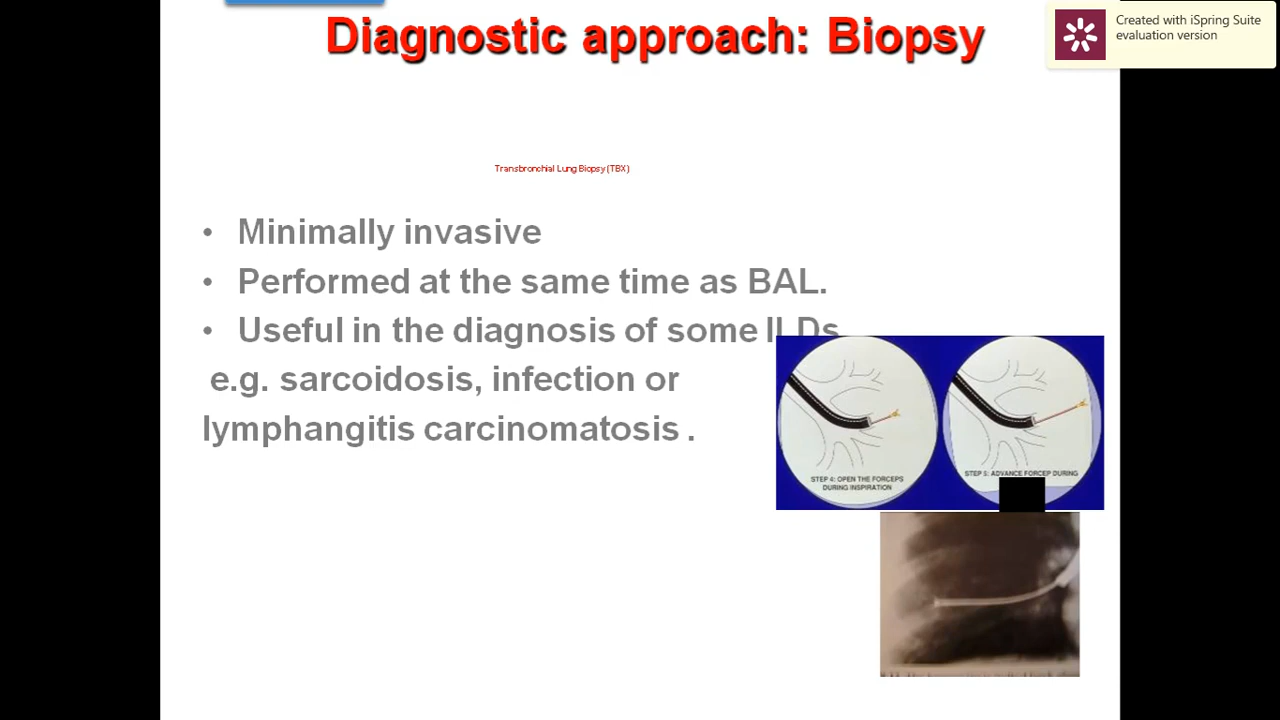 Diagnostic approach: Biopsy
Created with iSpring Suite
evaluation version
Transbronchial Lung Biopsy (TBX)
• Minimally invasive
• Performed at the same time as BAL.
• Useful in the diagnosis of some ILDs
e.g. sarcoidosis, infection or
lymphangitis carcinomatosis .
STEP 4: OPEN THE FORCEPS
DURING INSPIRATION
STEP 5: ADVANCE FORCEP DURING